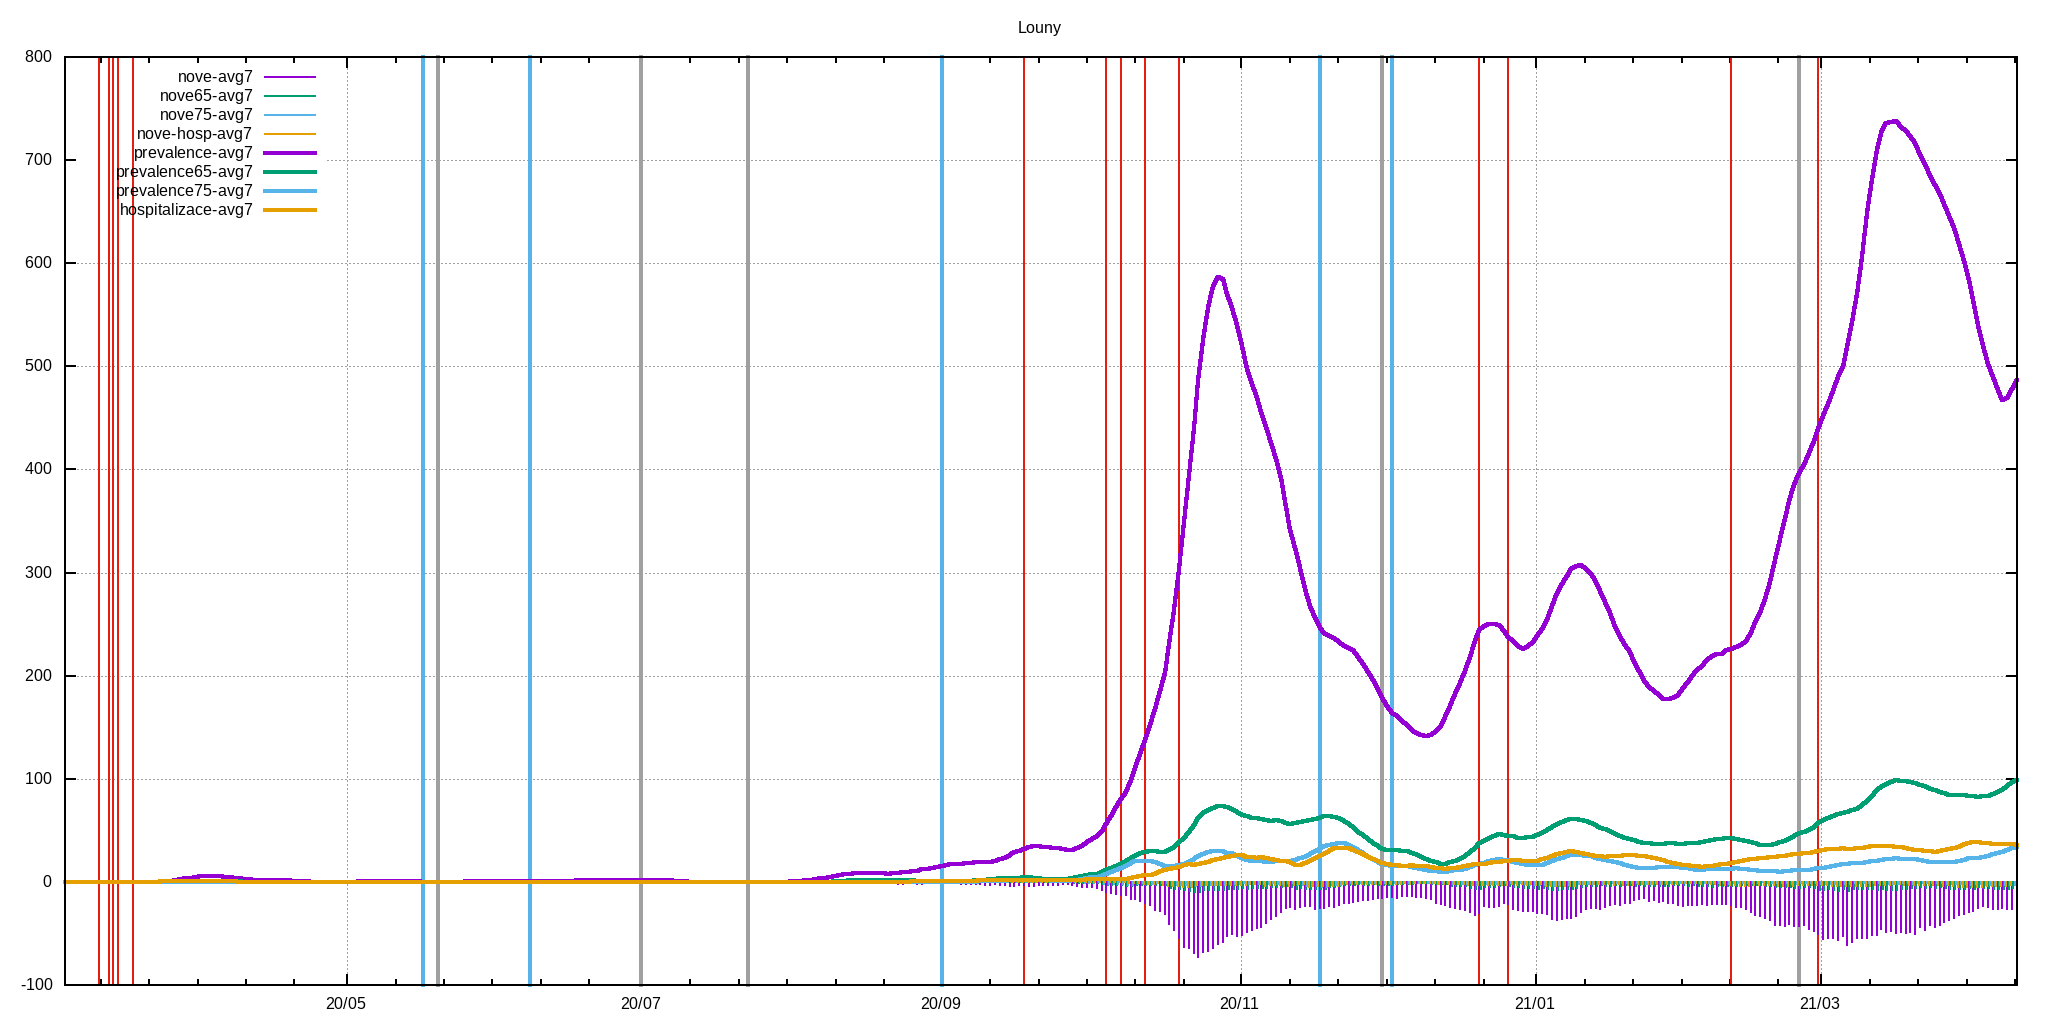 Louny
800
700
600
500
400
300
200
100
0
-100
nove-avg7
nove65-avg7
nove75-avg7
nove-hosp-avg7
prevalence-avg7
prevalence65-avg7
prevalence75-avg7
hospitalizace-avg7
20/05 20/07 20/09 20/11 21/01 21/03